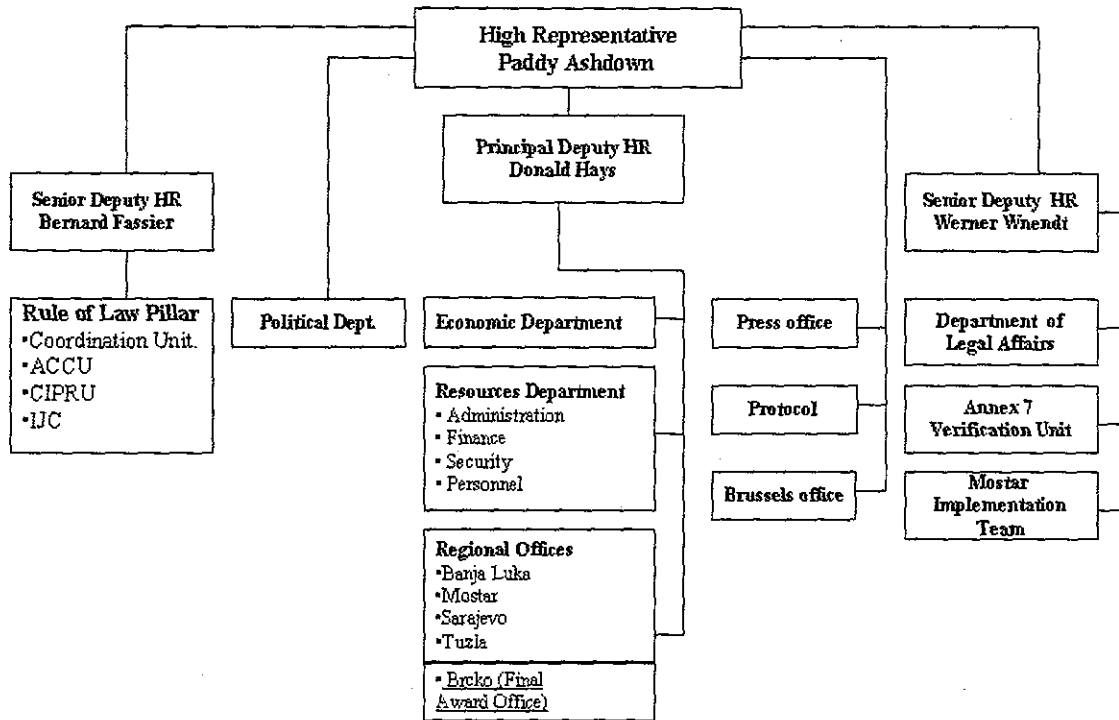 High Representative
Paddy Ashdown
Principal Deputy HR
Donald Hays
Senior Deputy HR
Bernard Fassier
Senior Deputy HR
Werner Wnendt
Rule of Law Pillar
▪Coordination Unit.
▪ACCU
▪CIPRU
▪IJC
Political Dept.
Economic Department
Resources Department
▪ Administration
▪ Finance
▪ Security
▪ Personnel
Regional Offices
▪Banja Luka
▪Mostar
▪Sarajevo
▪Tuzla
▪ Brcko (Final
Award Office)
Press office
Protocol
Brussels office
Department of
Legal Affairs
Annex 7
Verification Unit
Mostar
Implementation
Team